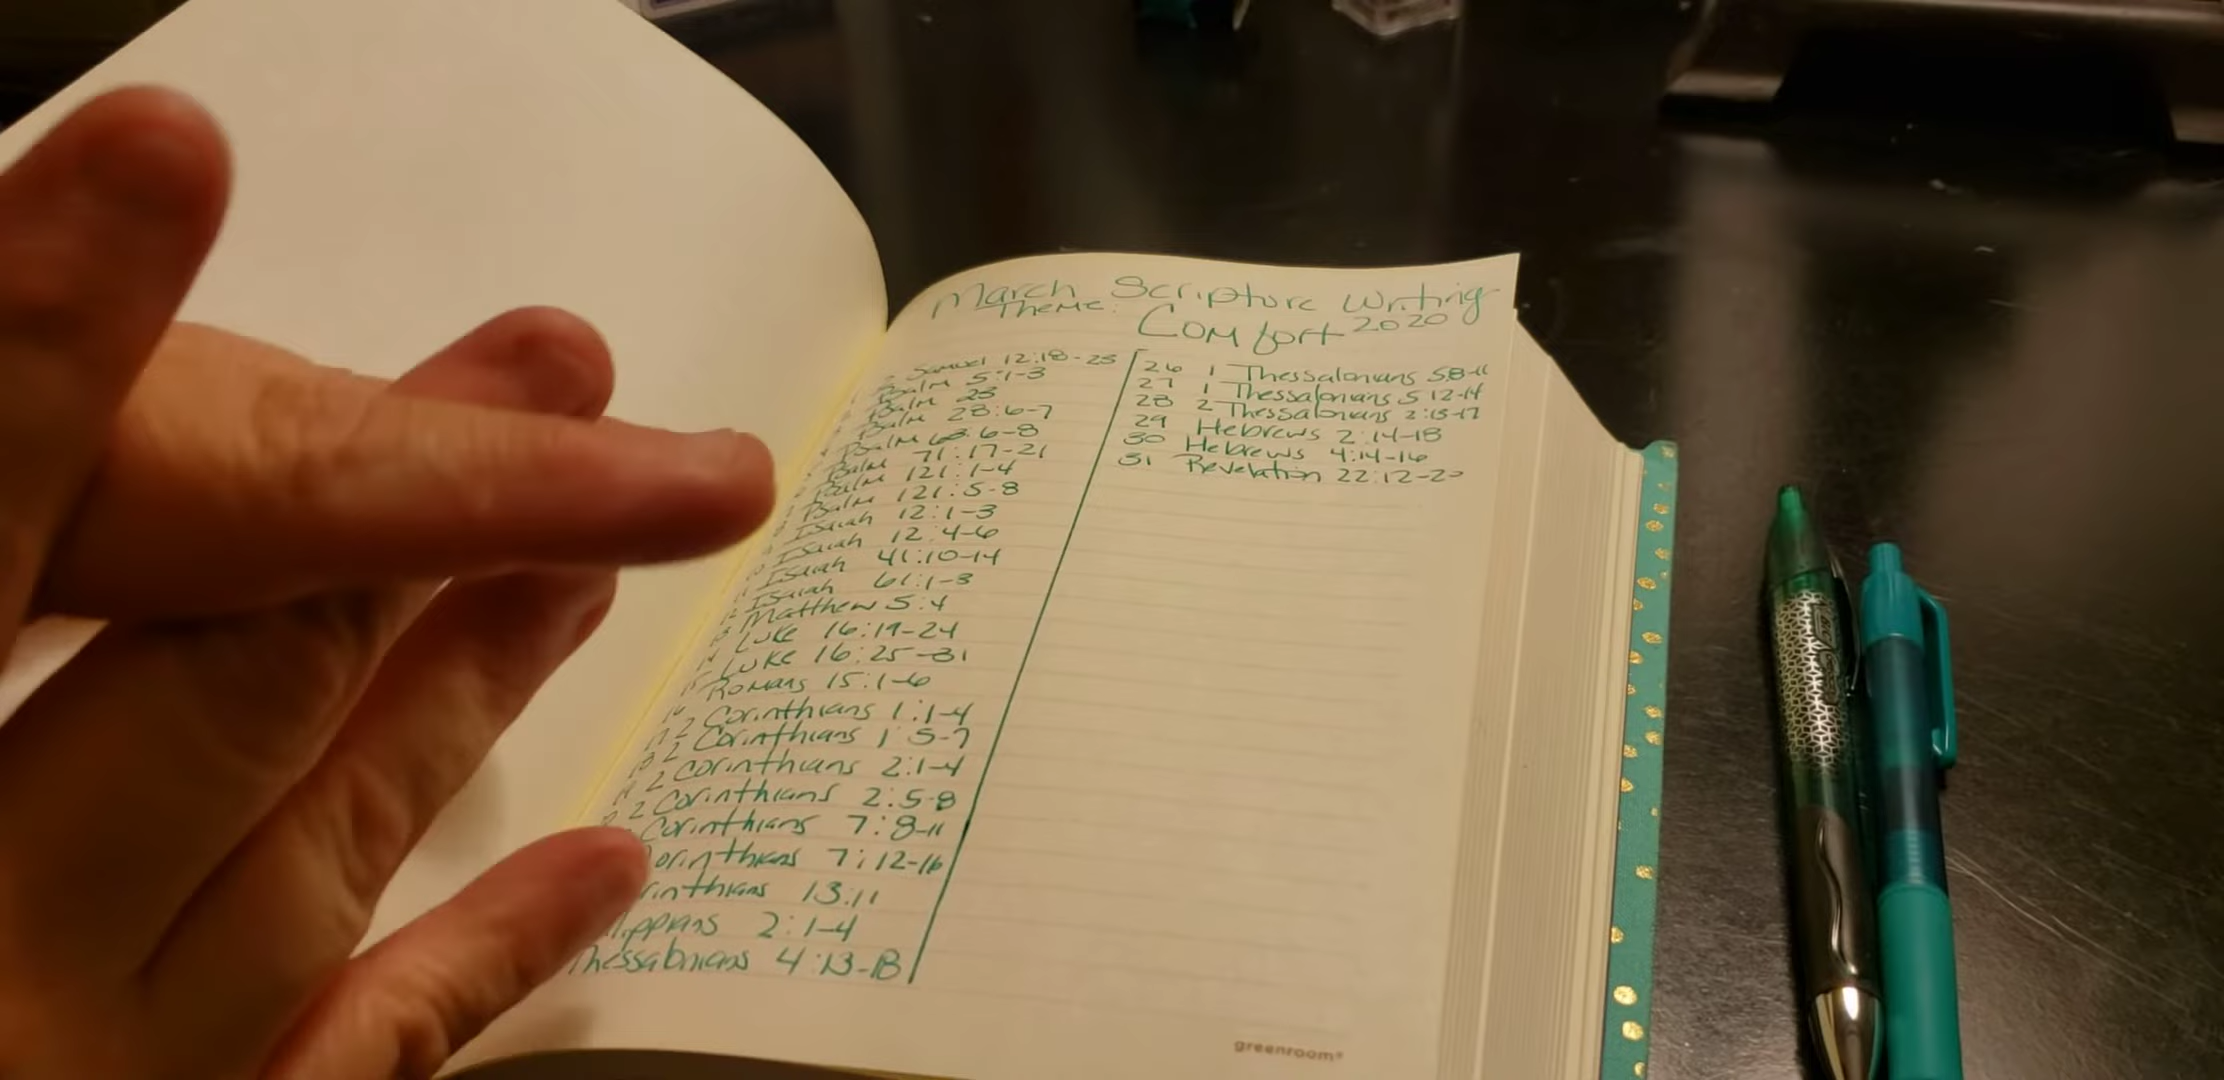 March Scripture Writing
Theme: Comfort 2020
2 Samuel 12:18-23
Psalm 5:1-3
Psalm 23
Psalm 28:6-7
Psalm 63:6-8
Psalm 71:17-21
Psalm 121:1-4
Psalm 121:5-8
Isaiah 12:1-3
Isaiah 12:4-6
Isaiah 41:10-14
Isaiah 61:1-3
Matthew 5:4
Luke 16:19-24
Luke 16:25-31
Romans 15:1-6
2 Corinthians 1:1-4
2 Corinthians 1:5-7
2 Corinthians 2:1-4
2 Corinthians 2:5-8
Corinthians 7:8-11
orinthians 7:12-16
rinthians 13:11
lippians 2:1-4
Thessalonians 4:13-18
26 1 Thessalonians 5:8-11
27 1 Thessalonians 5 12-14
28 2 Thessalonians 2:13-17
29 Hebrews 2:14-18
30 Hebrews 4:14-16
31 Revelation 22:12-20
greenroom®